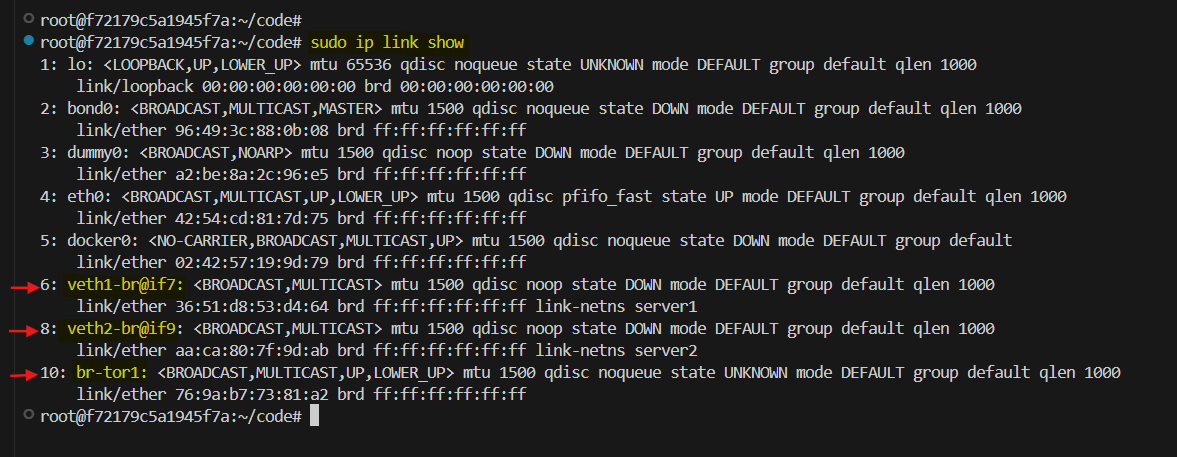 root@f72179c5a1945f7a:~/code#
root@f72179c5a1945f7a:~/code# sudo ip link show
1: lo: <LOOPBACK,UP,LOWER_UP> mtu 65536 qdisc noqueue state UNKNOWN mode DEFAULT group default qlen 1000
link/loopback 00:00:00:00:00:00 brd 00:00:00:00:00:00
2: bond0: <BROADCAST,MULTICAST,MASTER> mtu 1500 qdisc noqueue state DOWN mode DEFAULT group default qlen 1000
link/ether 96:49:3c:88:0b:08 brd ff:ff:ff:ff:ff:ff
3: dummy0: <BROADCAST,NOARP> mtu 1500 qdisc noop state DOWN mode DEFAULT group default qlen 1000
link/ether a2:be:8a:2c:96:e5 brd ff:ff:ff:ff:ff:ff
4: eth0: <BROADCAST,MULTICAST,UP,LOWER_UP> mtu 1500 qdisc pfifo_fast state UP mode DEFAULT group default qlen 1000
link/ether 42:54:cd:81:7d:75 brd ff:ff:ff:ff:ff:ff
5: docker0: <NO-CARRIER,BROADCAST,MULTICAST,UP> mtu 1500 qdisc noqueue state DOWN mode DEFAULT group default
link/ether 02:42:57:19:9d:79 brd ff:ff:ff:ff:ff:ff
6: veth1-br@if7: <BROADCAST,MULTICAST> mtu 1500 qdisc noop state DOWN mode DEFAULT group default qlen 1000
link/ether 36:51:d8:53:d4:64 brd ff:ff:ff:ff:ff:ff link-netns server1
8: veth2-br@if9: <BROADCAST,MULTICAST> mtu 1500 qdisc noop state DOWN mode DEFAULT group default qlen 1000
link/ether aa:ca:80:7f:9d:ab brd ff:ff:ff:ff:ff:ff link-netns server2
10: br-tor1: <BROADCAST,MULTICAST,UP,LOWER_UP> mtu 1500 qdisc noqueue state UNKNOWN mode DEFAULT group default qlen 1000
link/ether 76:9a:b7:73:81:a2 brd ff:ff:ff:ff:ff:ff
root@f72179c5a1945f7a:~/code#